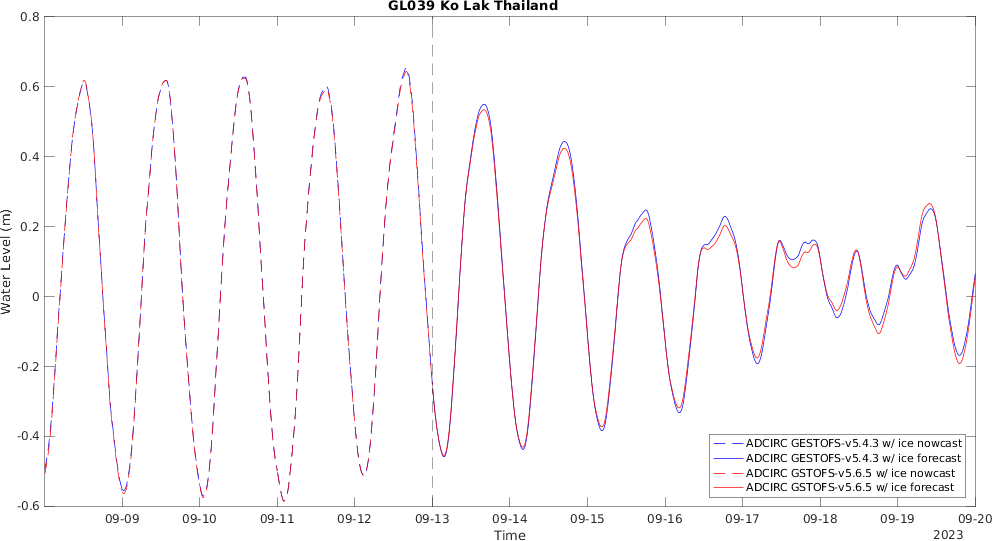 GL039 Ko Lak Thailand
0.8
0.6
0.4
0.2
0
-0.2
-0.4
-0.6
Water Level (m)
ADCIRC GESTOFS-v5.4.3 w/ ice nowcast
ADCIRC GESTOFS-v5.4.3 w/ ice forecast
ADCIRC GSTOFS-v5.6.5 w/ ice nowcast
ADCIRC GSTOFS-v5.6.5 w/ ice forecast
09-09 09-10 09-11 09-12 09-13 09-14 09-15 09-16 09-17 09-18 09-19 09-20
Time
2023